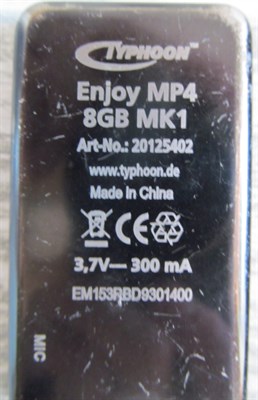 TYPHOON™
Enjoy MP4
8GB MK1
Art-No.: 20125402
www.typhoon.de
Made in China
CE
3,7V— 300 mA
EM153RBD9301400
MIC